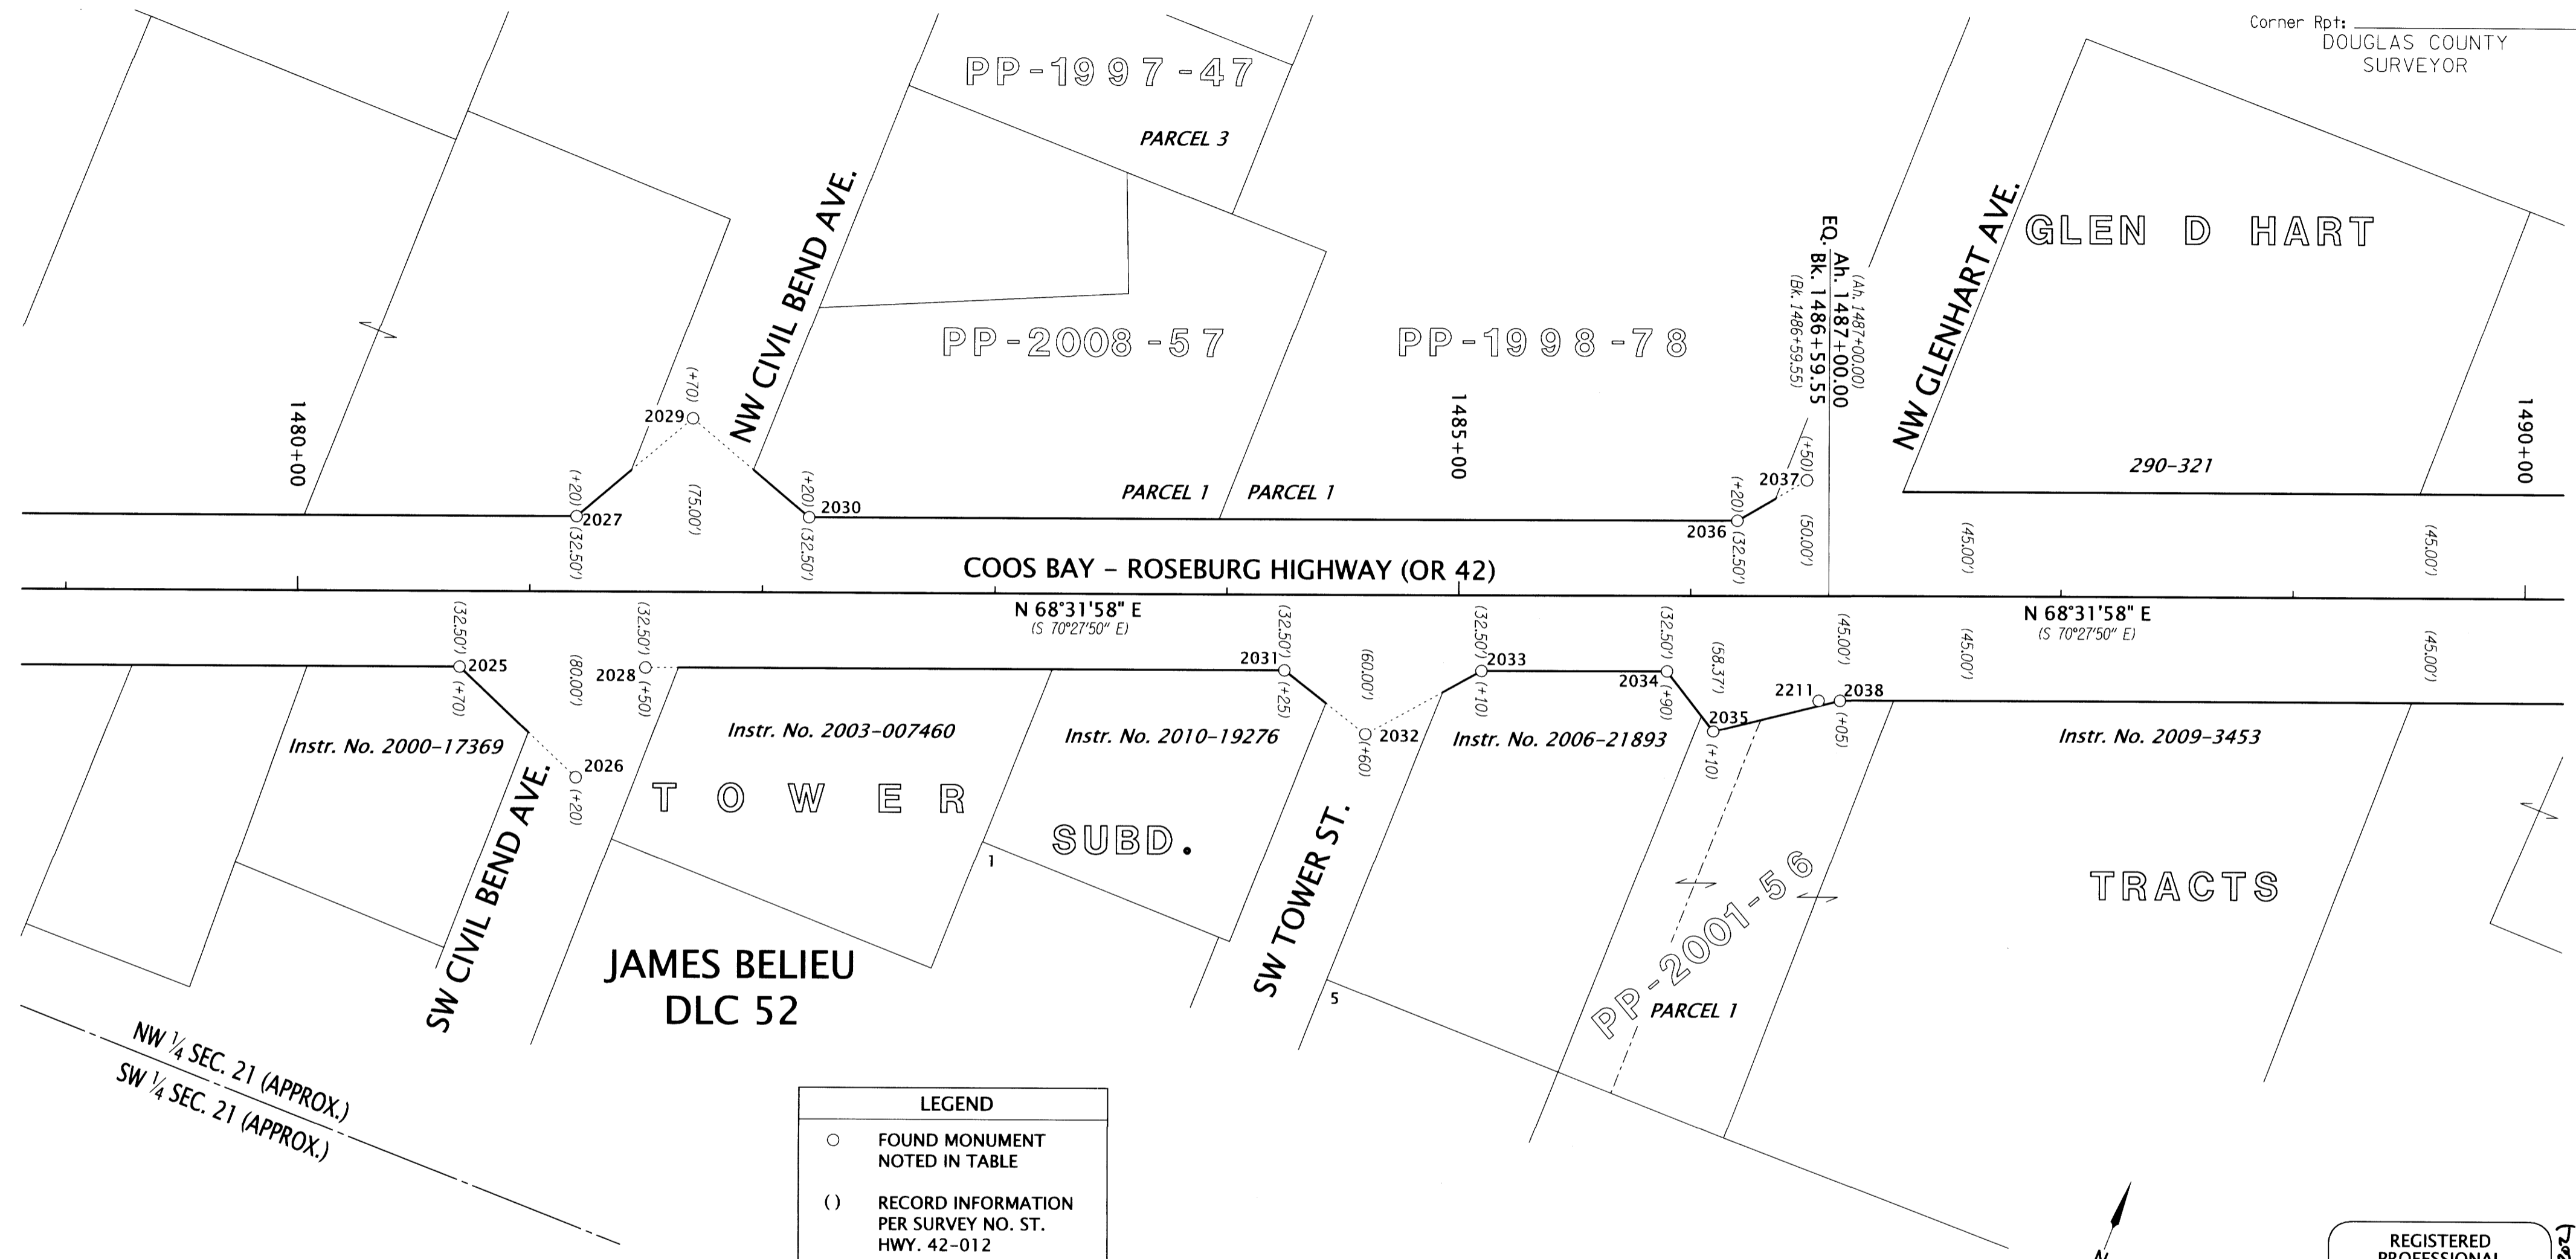 Corner Rpt:
DOUGLAS COUNTY
SURVEYOR
PP-1997-47
PARCEL 3
NW CIVIL BEND AVE.
PP-2008-57
PP-1998-78
EQ.
Ah. 1487+00.00
Bk. 1486+59.55
(Ah. 1487+00.00)
(Bk. 1486+59.55)
NW GLENHART AVE.
GLEN D HART
290-321
1480+00
1485+00
1490+00
(+70)
2029
(75.00')
(+20)
2027
(32.50')
(+20)
2030
(32.50')
PARCEL 1
PARCEL 1
(+20)
2036
(32.50')
(+50)
2037
(50.00')
(45.00')
(45.00')
COOS BAY – ROSEBURG HIGHWAY (OR 42)
N 68°31'58" E
(S 70°27'50" E)
N 68°31'58" E
(S 70°27'50" E)
(32.50')
2025
(+70)
(80.00')
2026
(+20)
(32.50')
2028
(+50)
(32.50')
2031
(+25)
(60.00')
2032
(+60)
(32.50')
2033
(+10)
(32.50')
2034
(+90)
(58.37')
2035
(+10)
2211
(45.00')
2038
(+05)
(45.00')
(45.00')
Instr. No. 2000-17369
Instr. No. 2003-007460
Instr. No. 2010-19276
Instr. No. 2006-21893
Instr. No. 2009-3453
TOWER
SUBD.
1
5
SW CIVIL BEND AVE.
SW TOWER ST.
PP-2001-56
PARCEL 1
TRACTS
JAMES BELIEU
DLC 52
NW ¼ SEC. 21 (APPROX.)
SW ¼ SEC. 21 (APPROX.)
LEGEND
FOUND MONUMENT
NOTED IN TABLE
( ) RECORD INFORMATION
PER SURVEY NO. ST.
HWY. 42-012
N
REGISTERED
PROFESSIONAL